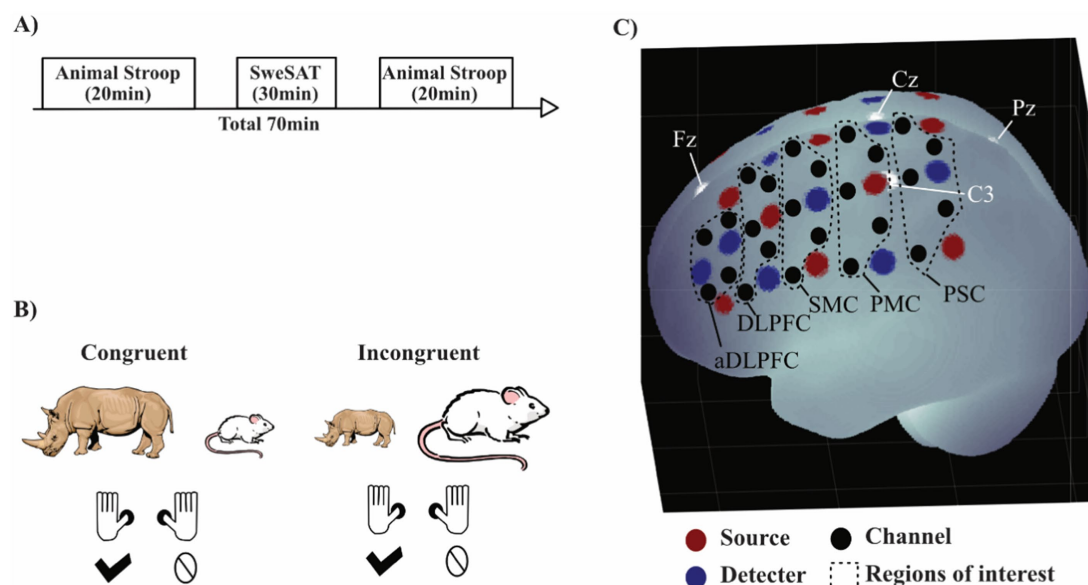 A)
Animal Stroop
(20min)
SweSAT
(30min)
Animal Stroop
(20min)
Total 70min
B)
Congruent
Incongruent
C)
Cz
Pz
Fz
C3
PSC
PMC
SMC
DLPFC
aDLPFC
Source
Channel
Detecter
Regions of interest